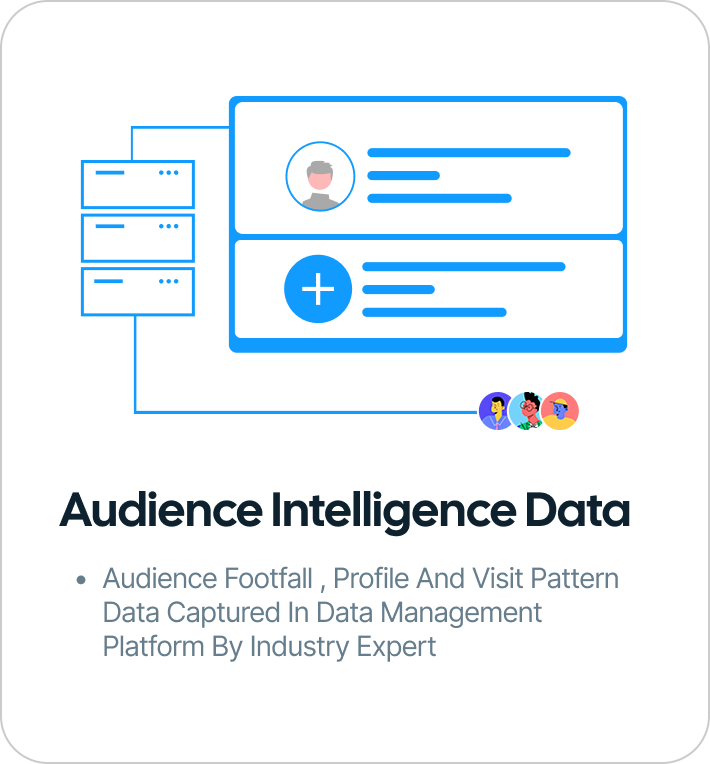 Audience Intelligence Data
• Audience Footfall , Profile And Visit Pattern
Data Captured In Data Management
Platform By Industry Expert